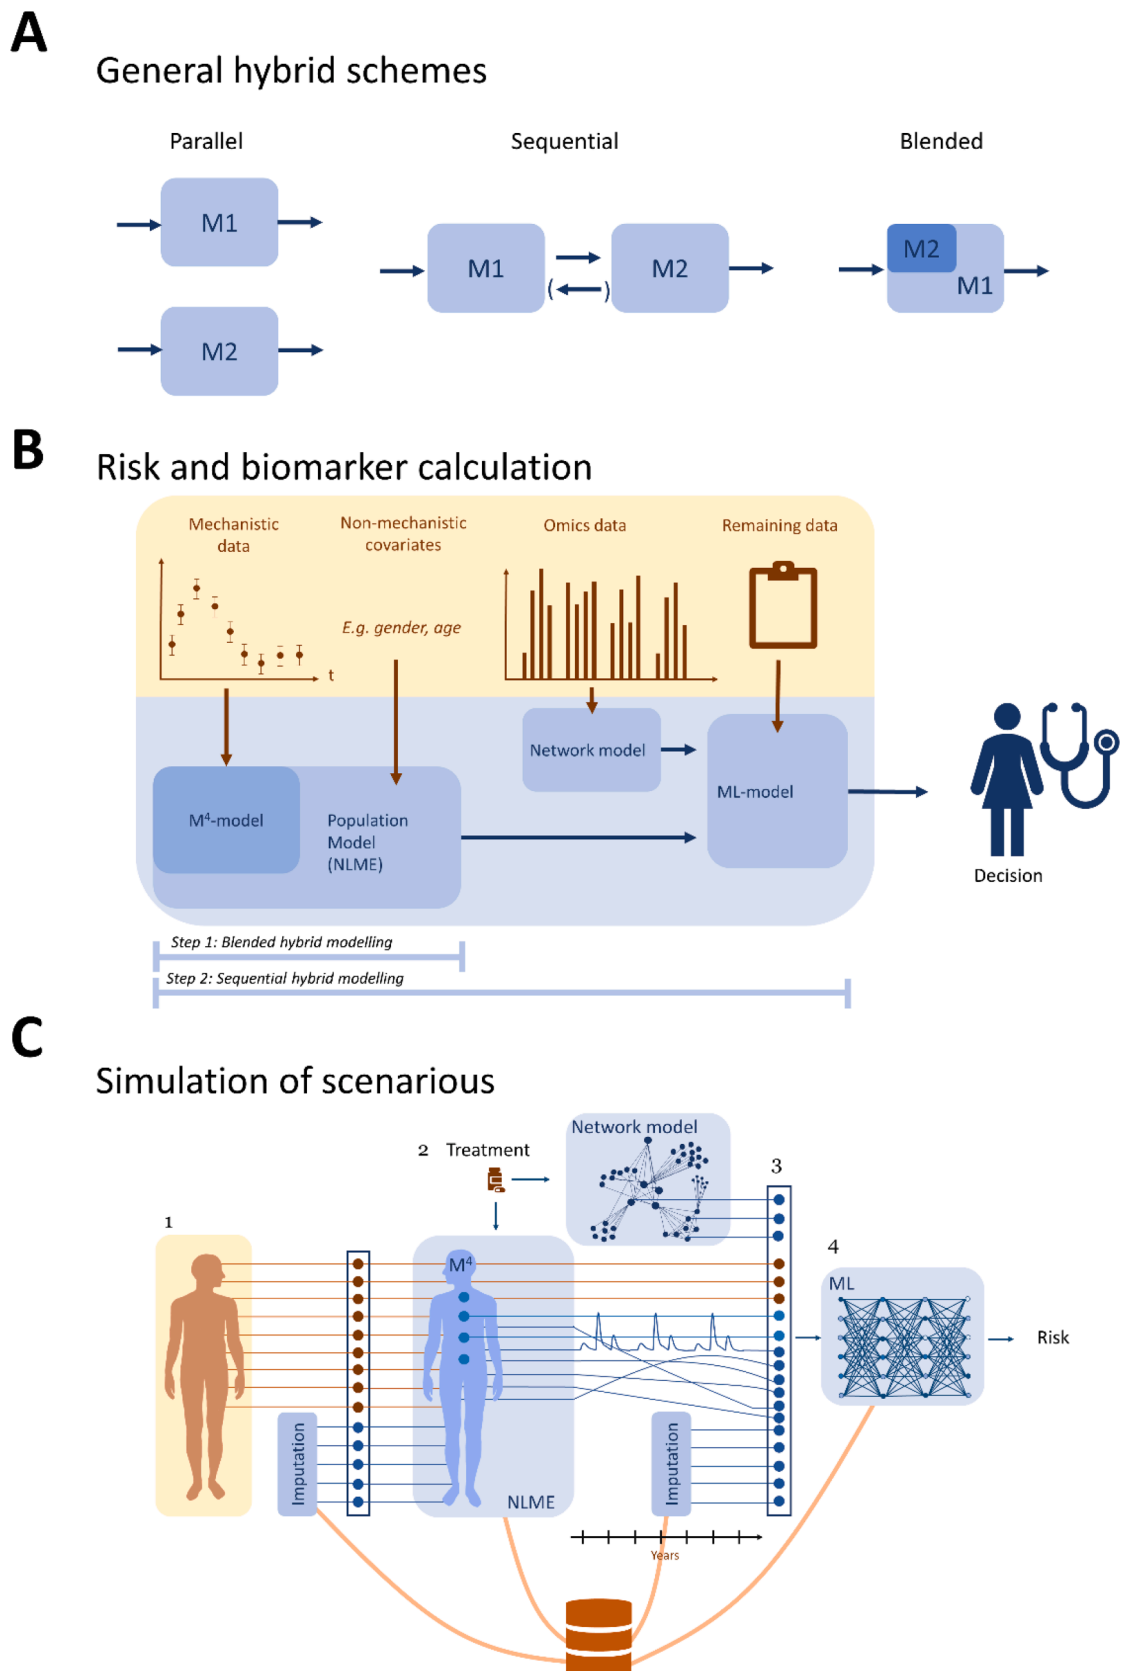 A
General hybrid schemes
Parallel
Sequential
Blended
M1
M2
M1
( )
M2
M2
M1
B
Risk and biomarker calculation
Mechanistic
data
Non-mechanistic
covariates
Omics data
Remaining data
E.g. gender, age
t
Network model
ML-model
M⁴-model
Population
Model
(NLME)
Decision
Step 1: Blended hybrid modelling
Step 2: Sequential hybrid modelling
C
Simulation of scenarious
Network model
2 Treatment
3
1
4
M⁴
ML
Risk
Imputation
Imputation
NLME
Years